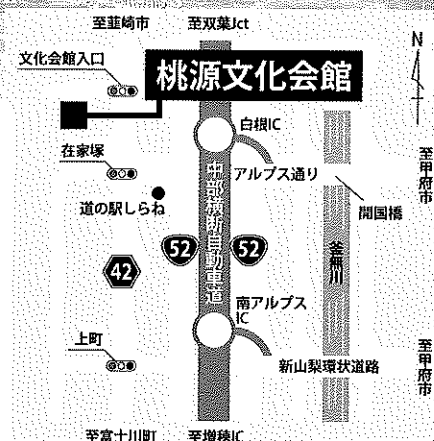 至韮崎市
至双葉Jct
N
文化会館入口
桃源文化会館
白根IC
在家塚
アルプス通り
至甲府市
道の駅しらね
開国橋
中部横断自動車道
52
52
釜無川
42
南アルプス
IC
上町
新山梨環状道路
至甲府市
至富士川町
至増穂IC